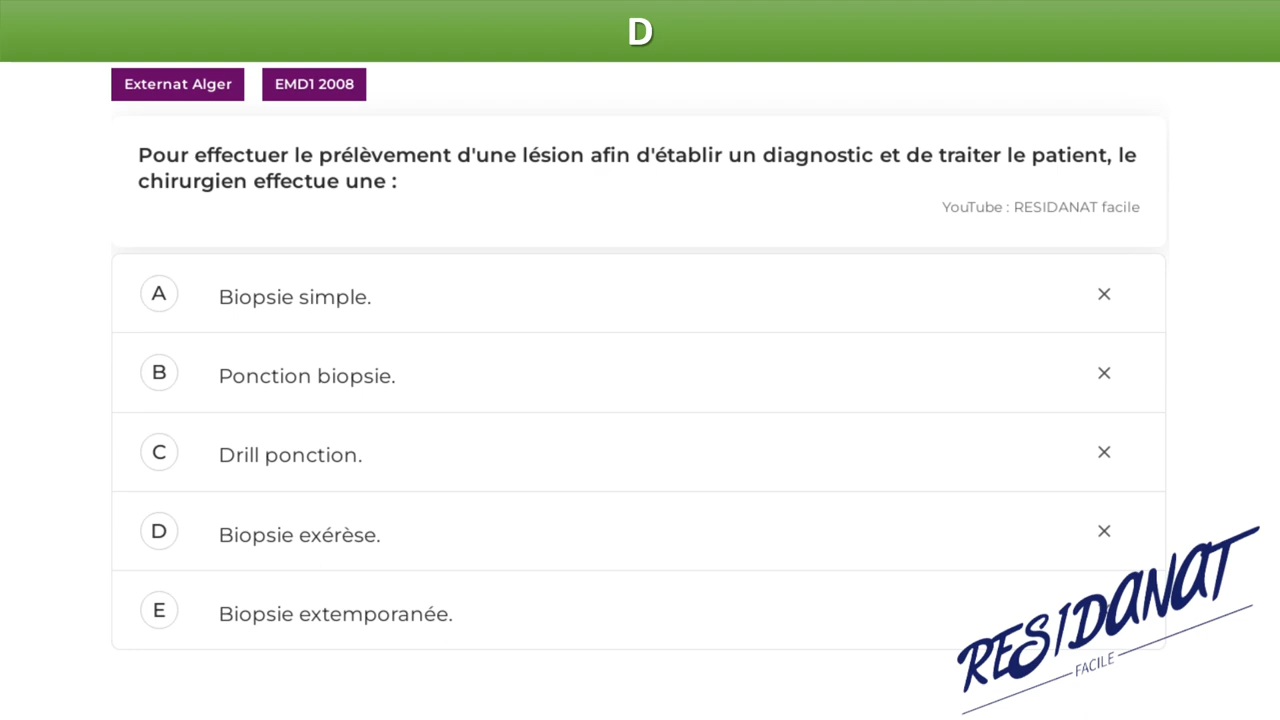 D
Externat Alger
EMD1 2008
Pour effectuer le prélèvement d'une lésion afin d'établir un diagnostic et de traiter le patient, le
chirurgien effectue une :
YouTube : RESIDANAT facile
A
Biopsie simple.
B
Ponction biopsie.
C
Drill ponction.
D
Biopsie exérèse.
E
Biopsie extemporanée.
RESIDANAT
FACILE